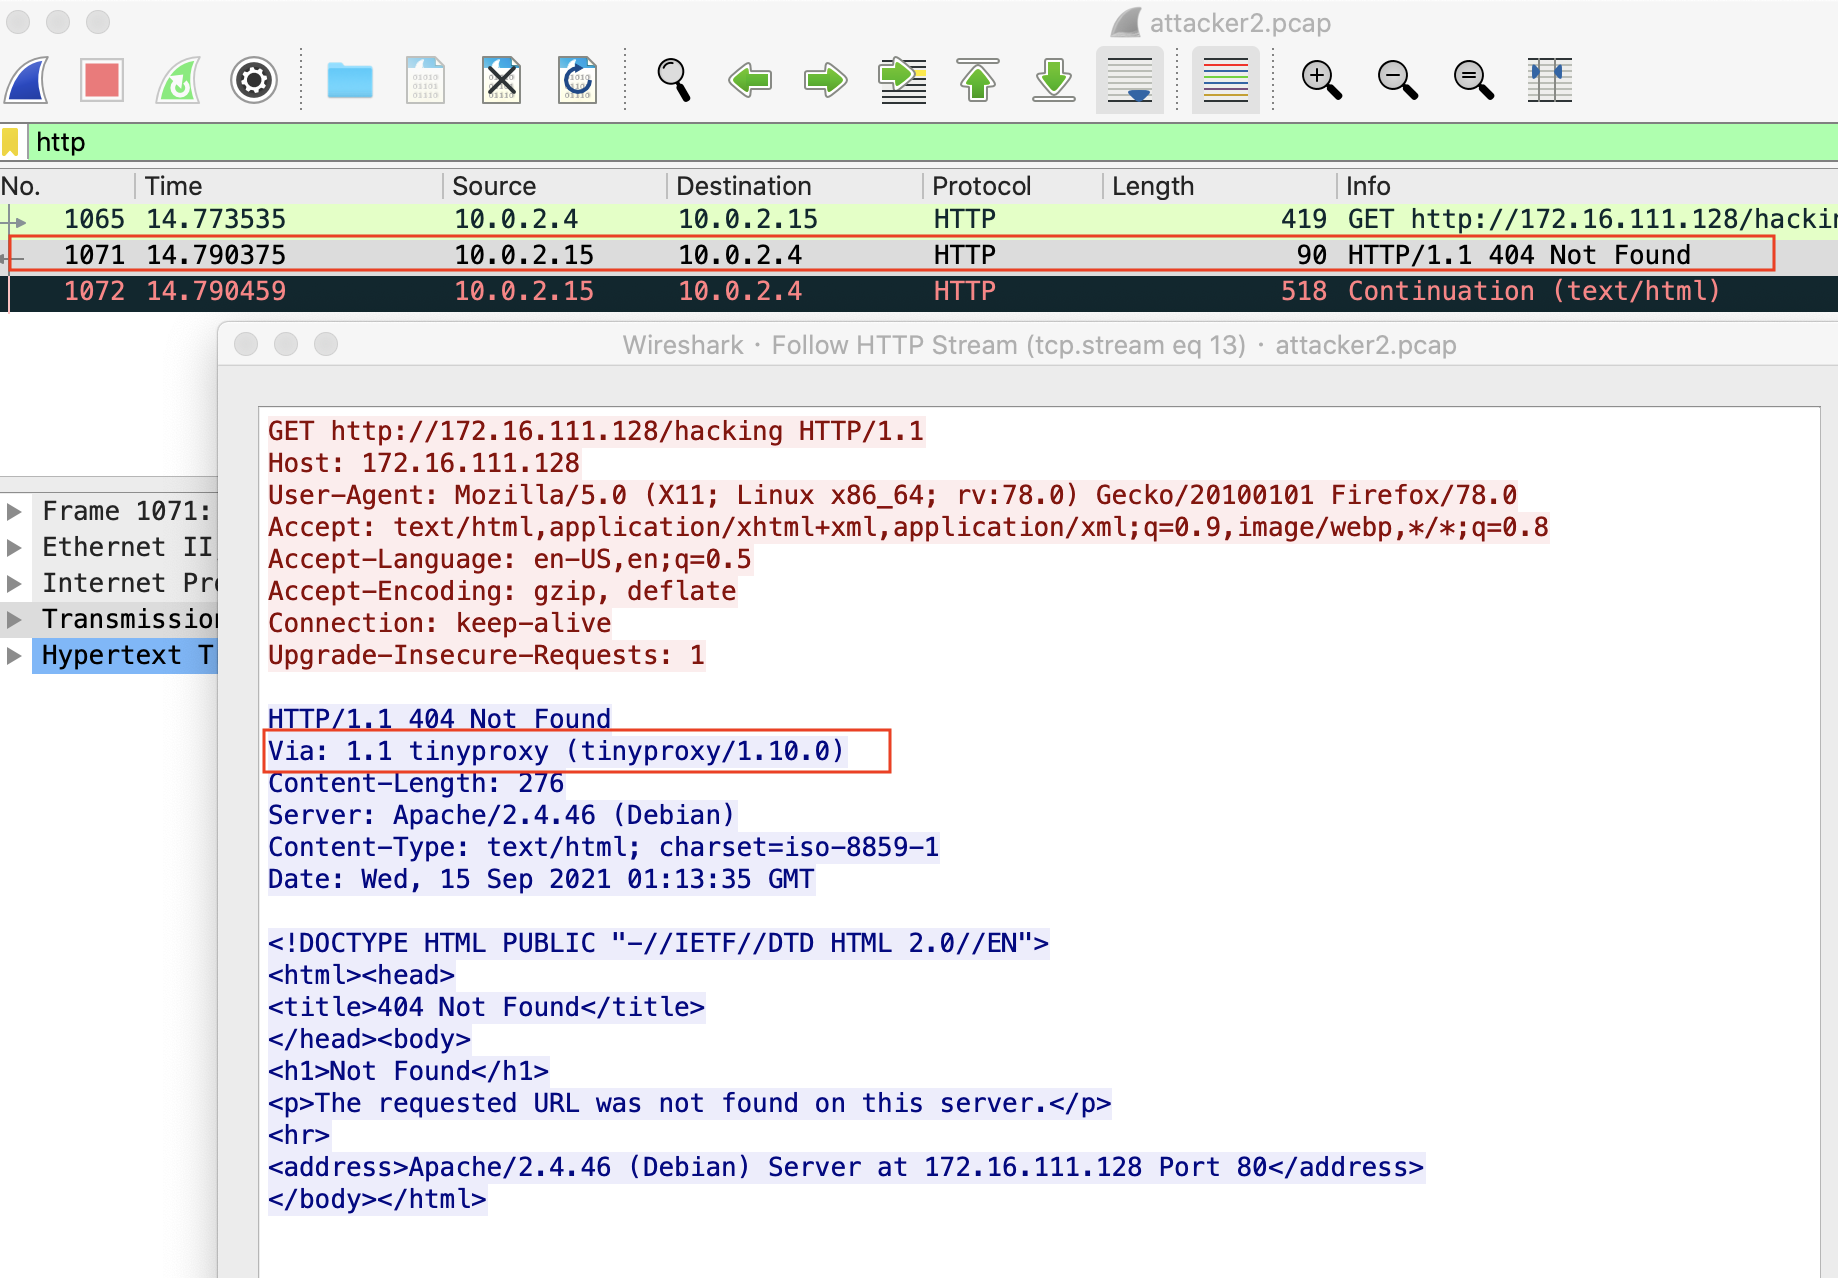 attacker2.pcap
http
No. Time Source Destination Protocol Length Info
1065 14.773535 10.0.2.4 10.0.2.15 HTTP 419 GET http://172.16.111.128/hackin
1071 14.790375 10.0.2.15 10.0.2.4 HTTP 90 HTTP/1.1 404 Not Found
1072 14.790459 10.0.2.15 10.0.2.4 HTTP 518 Continuation (text/html)
Wireshark · Follow HTTP Stream (tcp.stream eq 13) · attacker2.pcap
GET http://172.16.111.128/hacking HTTP/1.1
Host: 172.16.111.128
User-Agent: Mozilla/5.0 (X11; Linux x86_64; rv:78.0) Gecko/20100101 Firefox/78.0
Accept: text/html,application/xhtml+xml,application/xml;q=0.9,image/webp,*/*;q=0.8
Accept-Language: en-US,en;q=0.5
Accept-Encoding: gzip, deflate
Connection: keep-alive
Upgrade-Insecure-Requests: 1
HTTP/1.1 404 Not Found
Via: 1.1 tinyproxy (tinyproxy/1.10.0)
Content-Length: 276
Server: Apache/2.4.46 (Debian)
Content-Type: text/html; charset=iso-8859-1
Date: Wed, 15 Sep 2021 01:13:35 GMT
<!DOCTYPE HTML PUBLIC "-//IETF//DTD HTML 2.0//EN">
<html><head>
<title>404 Not Found</title>
</head><body>
<h1>Not Found</h1>
<p>The requested URL was not found on this server.</p>
<hr>
<address>Apache/2.4.46 (Debian) Server at 172.16.111.128 Port 80</address>
</body></html>
Frame 1071:
Ethernet II
Internet Pro
Transmission
Hypertext T